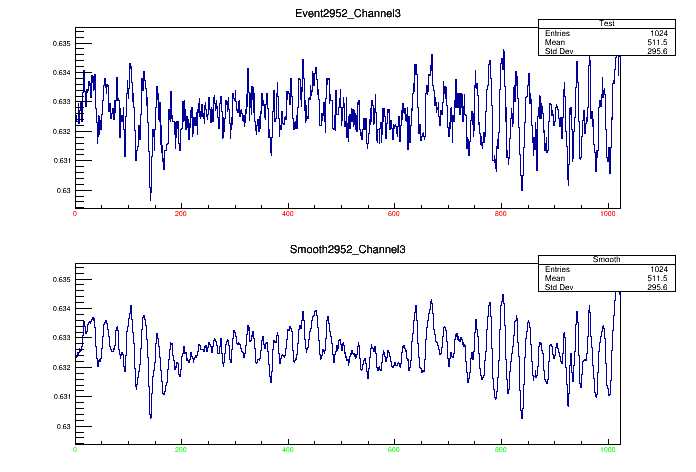 Event2952_Channel3
Test
Entries 1024
Mean 511.5
Std Dev 295.6
0.635
0.634
0.633
0.632
0.631
0.63
0 200 400 600 800 1000
Smooth2952_Channel3
Smooth
Entries 1024
Mean 511.5
Std Dev 295.6
0.635
0.634
0.633
0.632
0.631
0.63
0 200 400 600 800 1000